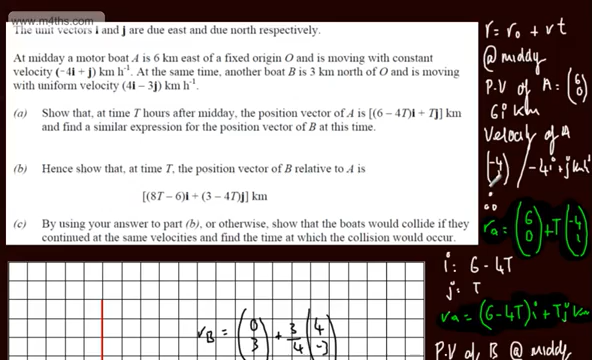 www.m4ths.com
The unit vectors i and j are due east and due north respectively.
At midday a motor boat A is 6 km east of a fixed origin O and is moving with constant
velocity (−4i + j) km h⁻¹. At the same time, another boat B is 3 km north of O and is moving
with uniform velocity (4i − 3j) km h⁻¹.
(a) Show that, at time T hours after midday, the position vector of A is [(6 − 4T)i + Tj] km
and find a similar expression for the position vector of B at this time.
(b) Hence show that, at time T, the position vector of B relative to A is
[(8T − 6)i + (3 − 4T)j] km
(c) By using your answer to part (b), or otherwise, show that the boats would collide if they
continued at the same velocities and find the time at which the collision would occur.
r = r₀ + vt
@ midday
P.V of A = (6 0)
6i km
Velocity of A
(−4 1) / −4i + j km h⁻¹
ra = (6 0) + T(−4 1)
i: 6 − 4T
j: T
ra = (6 − 4T)i + Tj km
P.V of B @ midday
rB = (0 3) + 3/4 (4 −3)